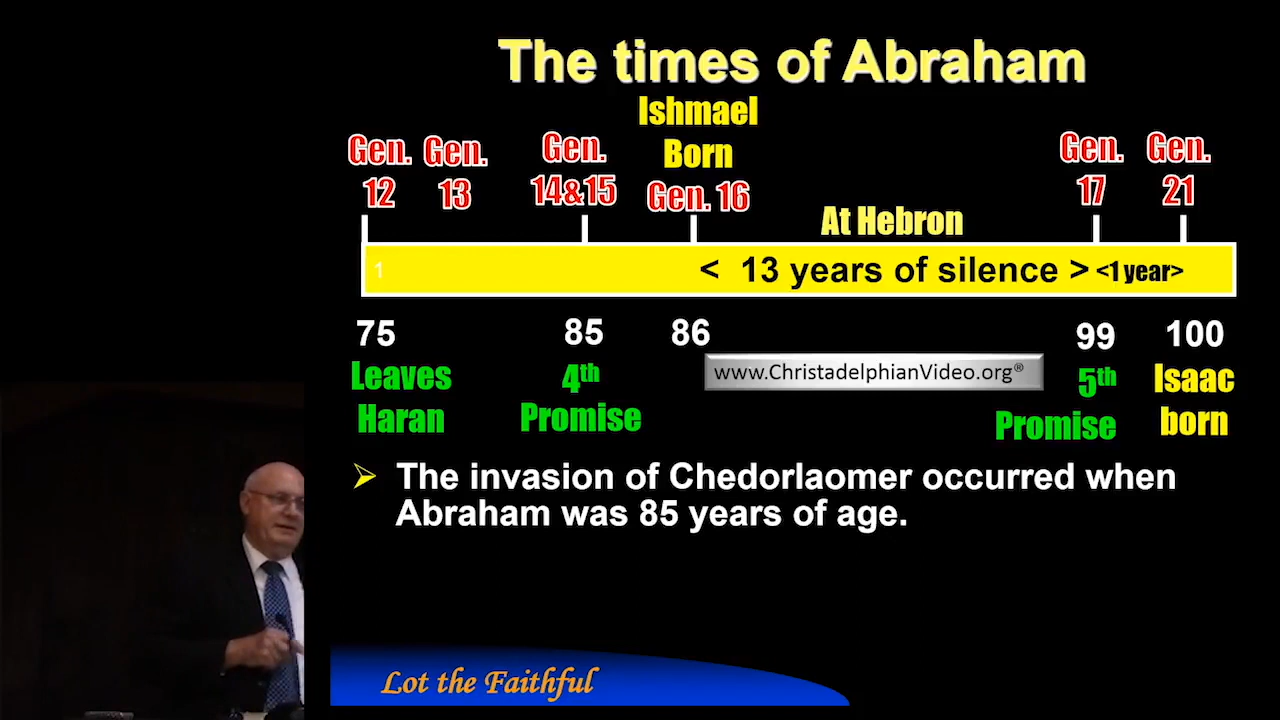 The times of Abraham
Ishmael
Born
Gen. 16
Gen.
12
Gen.
13
Gen.
14&15
Gen.
17
Gen.
21
At Hebron
1
< 13 years of silence > <1 year>
75
85
86
99
100
Leaves
Haran
4th
Promise
www.ChristadelphianVideo.org®
5th
Promise
Isaac
born
➢ The invasion of Chedorlaomer occurred when
Abraham was 85 years of age.
Lot the Faithful